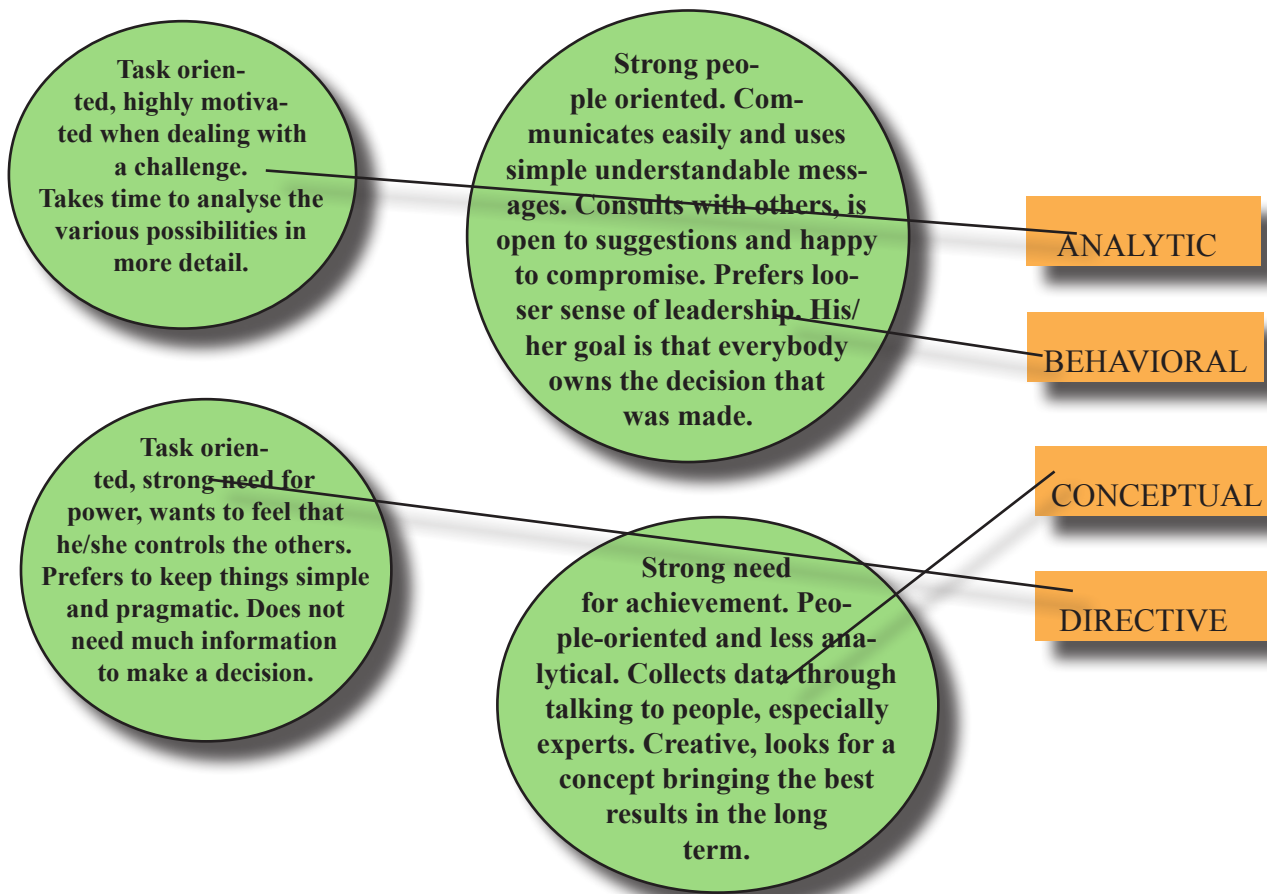 Task orien-
ted, highly motiva-
ted when dealing with
a challenge.
Takes time to analyse the
various possibilities in
more detail.
Strong peo-
ple oriented. Com-
municates easily and uses
simple understandable mess-
ages. Consults with others, is
open to suggestions and happy
to compromise. Prefers loo-
ser sense of leadership. His/
her goal is that everybody
owns the decision that
was made.
ANALYTIC
BEHAVIORAL
Task orien-
ted, strong need for
power, wants to feel that
he/she controls the others.
Prefers to keep things simple
and pragmatic. Does not
need much information
to make a decision.
Strong need
for achievement. Peo-
ple-oriented and less ana-
lytical. Collects data through
talking to people, especially
experts. Creative, looks for a
concept bringing the best
results in the long
term.
CONCEPTUAL
DIRECTIVE